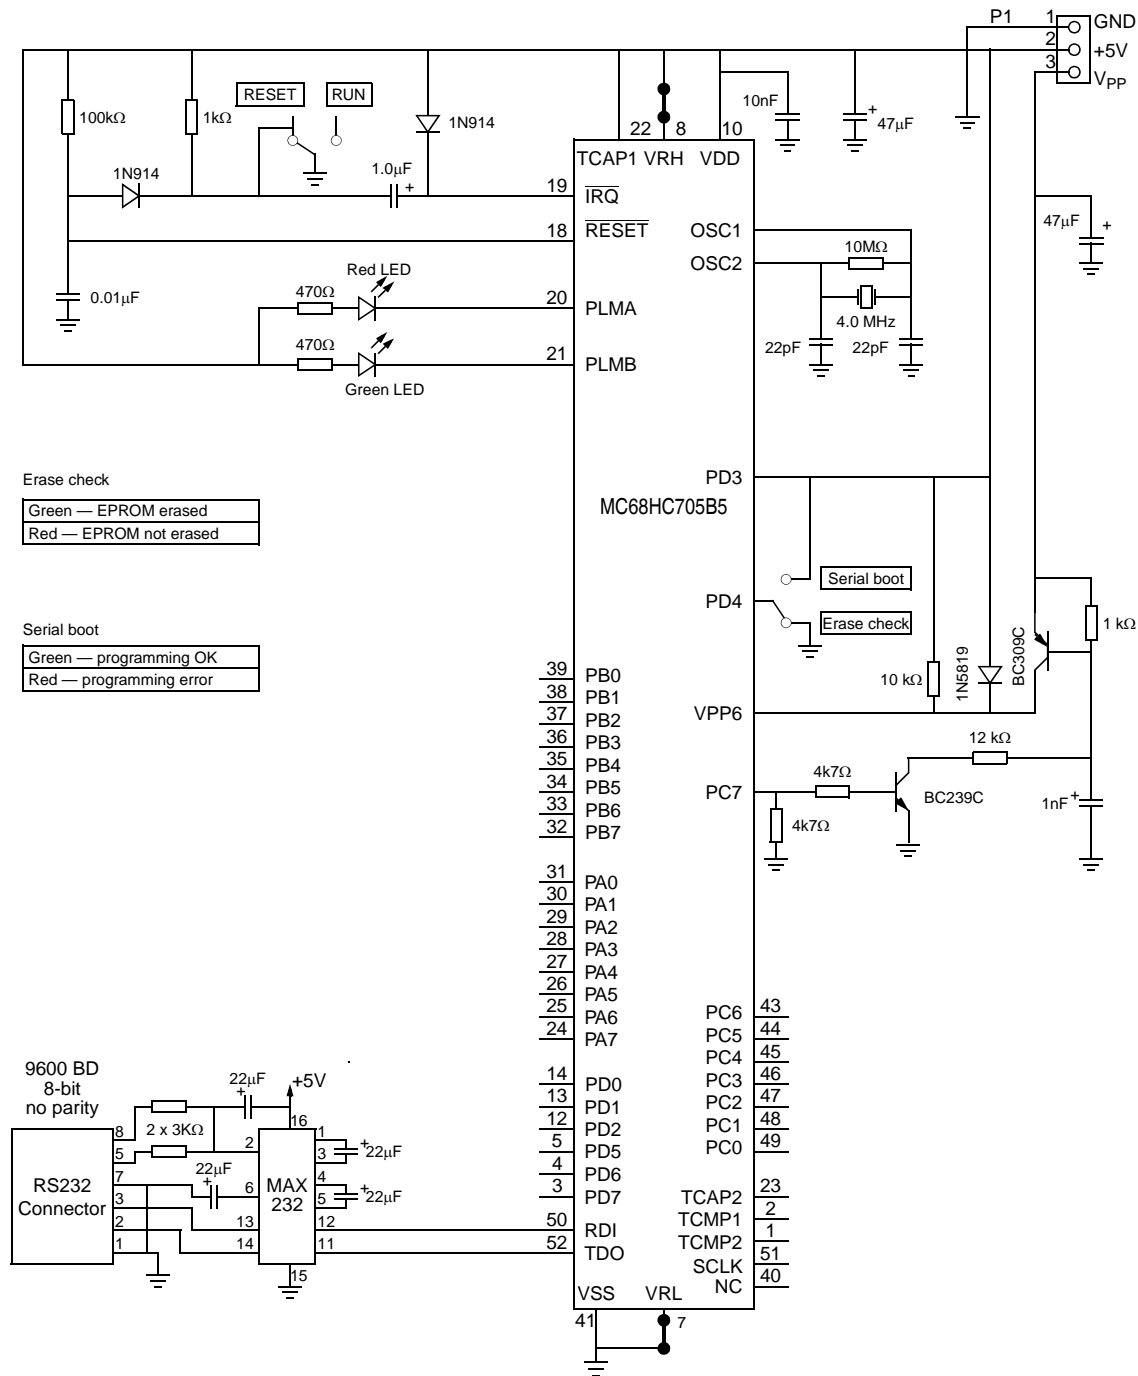 P1 1 GND
2 +5V
3 VPP
RESET RUN
100kΩ 1kΩ 1N914
10nF + 47µF
22 8 10
TCAP1 VRH VDD
1N914 1.0µF +
19 IRQ
18 RESET
OSC1
OSC2 10MΩ
4.0 MHz
22pF 22pF
47µF +
0.01µF
Red LED
470Ω 20 PLMA
470Ω 21 PLMB
Green LED
PD3
MC68HC705B5
Erase check
Green — EPROM erased
Red — EPROM not erased
Serial boot
PD4
Erase check
Serial boot
Green — programming OK
Red — programming error
10 kΩ 1N5819 BC309C 1 kΩ
VPP6
12 kΩ
PC7 4k7Ω BC239C 1nF +
4k7Ω
39 PB0
38 PB1
37 PB2
36 PB3
35 PB4
34 PB5
33 PB6
32 PB7
31 PA0
30 PA1
29 PA2
28 PA3
27 PA4
26 PA5
25 PA6
24 PA7
PC6 43
PC5 44
PC4 45
PC3 46
PC2 47
PC1 48
PC0 49
14 PD0
13 PD1
12 PD2
5 PD5
4 PD6
3 PD7
TCAP2 23
TCMP1 2
TCMP2 1
SCLK 51
NC 40
50 RDI
52 TDO
9600 BD
8-bit
no parity
22µF +5V
+
16
8 2 x 3KΩ 2 1 + 22µF
5 3
7 22µF 6 4 + 22µF
+ 5
RS232
Connector
MAX
232
3 13 12
2 14 11
1 15
VSS VRL
41 7